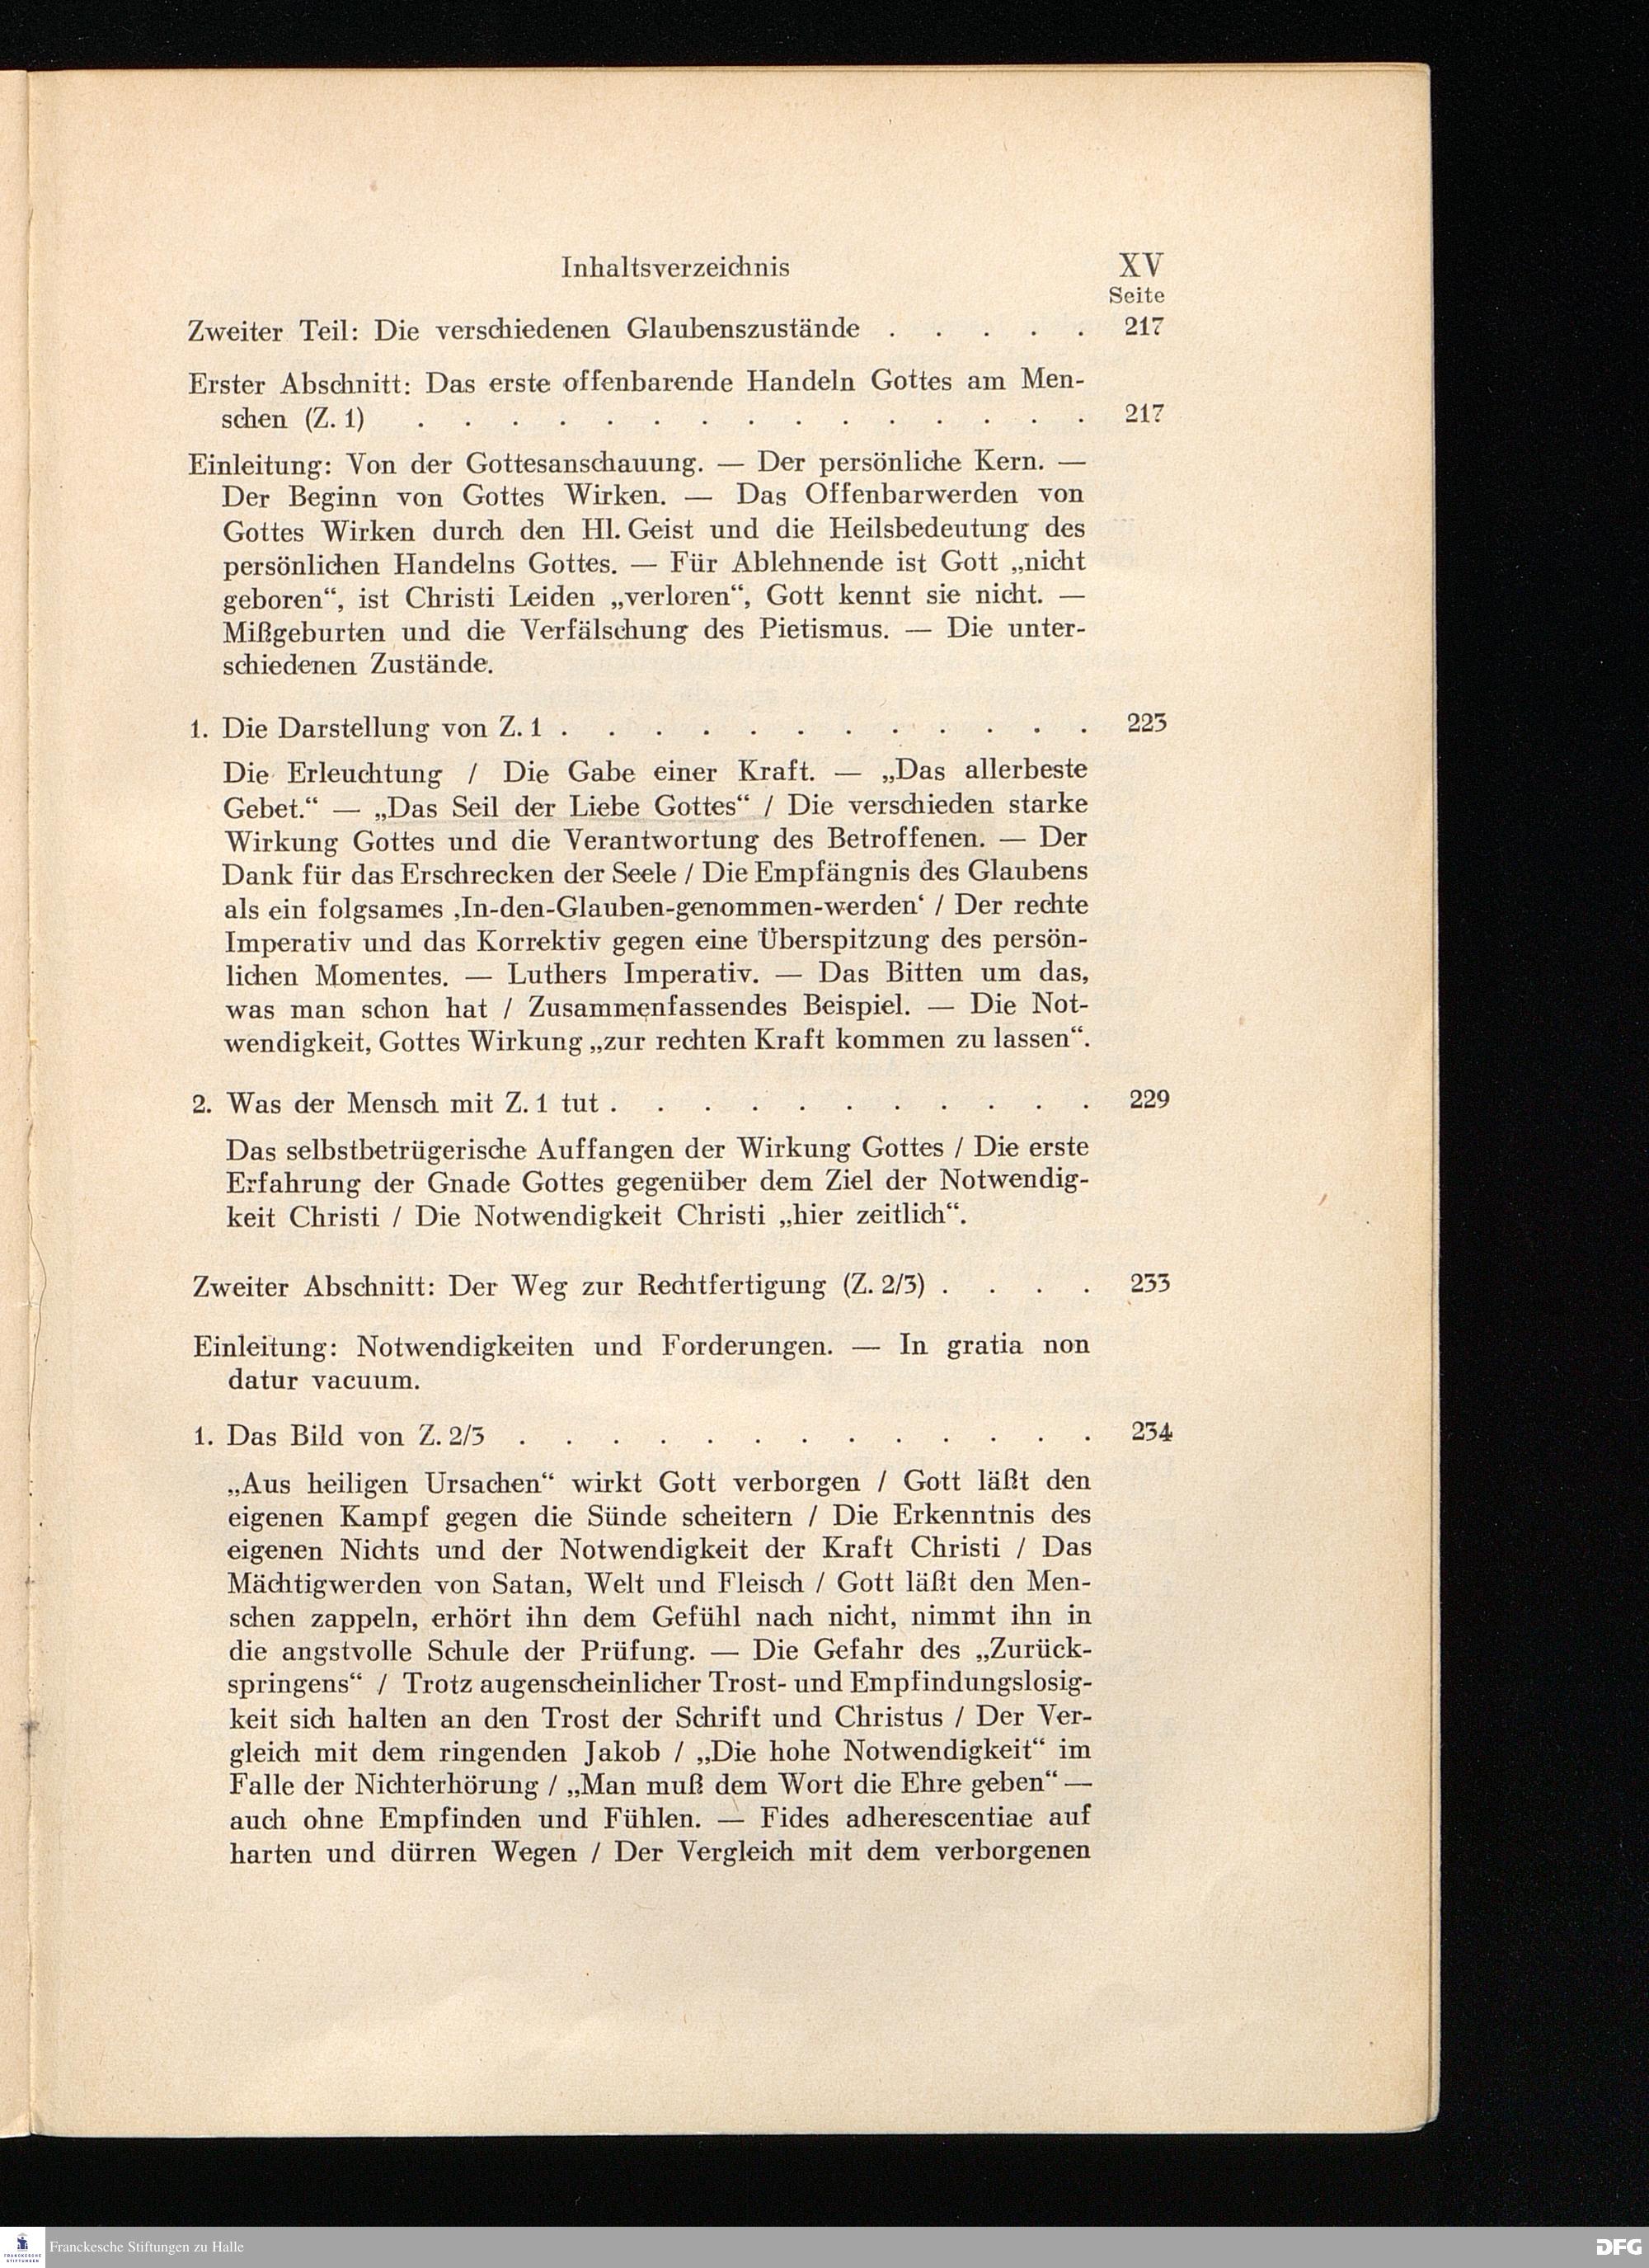 Inhaltsverzeichnis XV
Seite
Zweiter Teil: Die verschiedenen Glaubenszustände . . . . . 217
Erster Abschnitt: Das erste offenbarende Handeln Gottes am Men-
schen (Z. 1) . . . . . . . . . . . . . . . 217
Einleitung: Von der Gottesanschauung. — Der persönliche Kern. —
Der Beginn von Gottes Wirken. — Das Offenbarwerden von
Gottes Wirken durch den Hl. Geist und die Heilsbedeutung des
persönlichen Handelns Gottes. — Für Ablehnende ist Gott „nicht
geboren“, ist Christi Leiden „verloren“, Gott kennt sie nicht. —
Mißgeburten und die Verfälschung des Pietismus. — Die unter-
schiedenen Zustände.
1. Die Darstellung von Z. 1 . . . . . . . . . . . . 223
Die Erleuchtung / Die Gabe einer Kraft. — „Das allerbeste
Gebet.“ — „Das Seil der Liebe Gottes“ / Die verschieden starke
Wirkung Gottes und die Verantwortung des Betroffenen. — Der
Dank für das Erschrecken der Seele / Die Empfängnis des Glaubens
als ein folgsames ‚In-den-Glauben-genommen-werden‘ / Der rechte
Imperativ und das Korrektiv gegen eine Überspitzung des persön-
lichen Momentes. — Luthers Imperativ. — Das Bitten um das,
was man schon hat / Zusammenfassendes Beispiel. — Die Not-
wendigkeit, Gottes Wirkung „zur rechten Kraft kommen zu lassen“.
2. Was der Mensch mit Z. 1 tut . . . . . . . . . . . 229
Das selbstbetrügerische Auffangen der Wirkung Gottes / Die erste
Erfahrung der Gnade Gottes gegenüber dem Ziel der Notwendig-
keit Christi / Die Notwendigkeit Christi „hier zeitlich“.
Zweiter Abschnitt: Der Weg zur Rechtfertigung (Z. 2/3) . . . . 233
Einleitung: Notwendigkeiten und Forderungen. — In gratia non
datur vacuum.
1. Das Bild von Z. 2/3 . . . . . . . . . . . . . 234
„Aus heiligen Ursachen“ wirkt Gott verborgen / Gott läßt den
eigenen Kampf gegen die Sünde scheitern / Die Erkenntnis des
eigenen Nichts und der Notwendigkeit der Kraft Christi / Das
Mächtigwerden von Satan, Welt und Fleisch / Gott läßt den Men-
schen zappeln, erhört ihn dem Gefühl nach nicht, nimmt ihn in
die angstvolle Schule der Prüfung. — Die Gefahr des „Zurück-
springens“ / Trotz augenscheinlicher Trost- und Empfindungslosig-
keit sich halten an den Trost der Schrift und Christus / Der Ver-
gleich mit dem ringenden Jakob / „Die hohe Notwendigkeit“ im
Falle der Nichterhörung / „Man muß dem Wort die Ehre geben“ —
auch ohne Empfinden und Fühlen. — Fides adherescentiae auf
harten und dürren Wegen / Der Vergleich mit dem verborgenen
FRANCKESCHE
STIFTUNGEN
Franckesche Stiftungen zu Halle
DFG